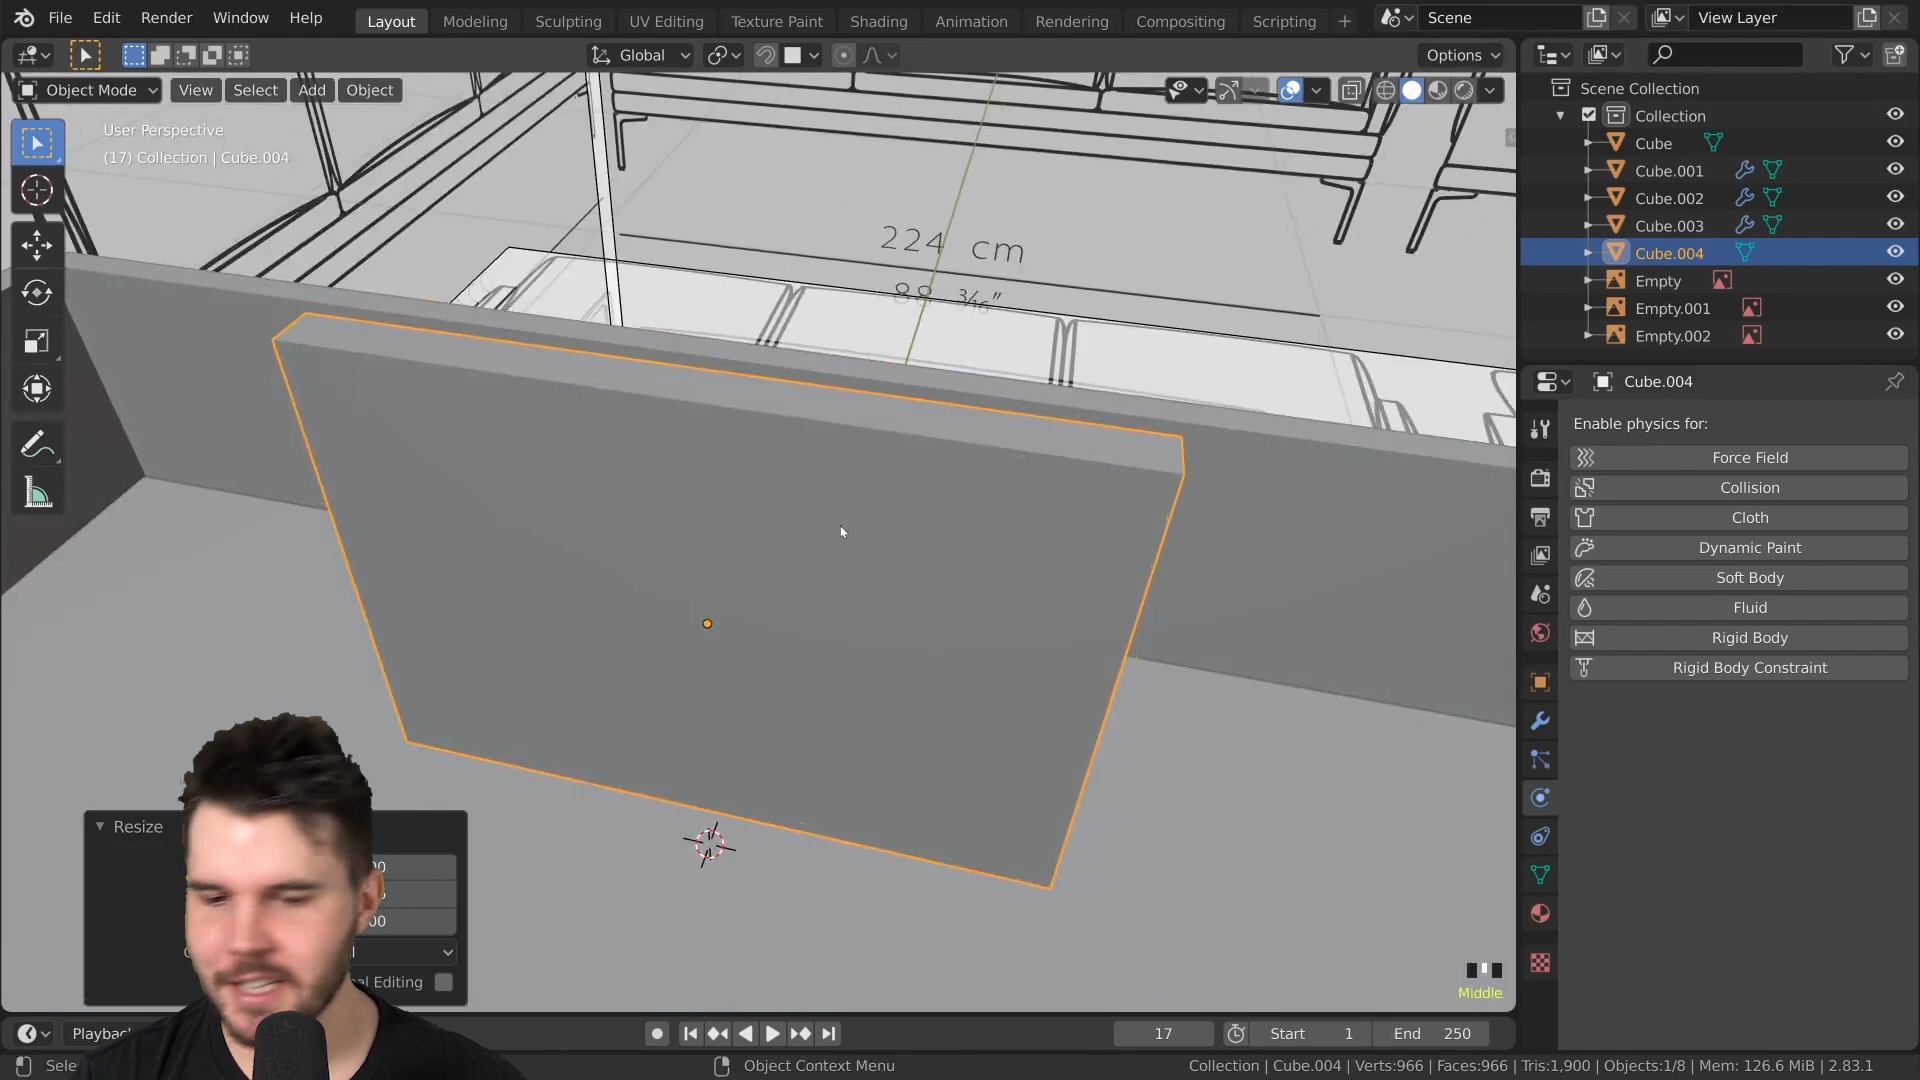 File Edit Render Window Help
Layout Modeling Sculpting UV Editing Texture Paint Shading Animation Rendering Compositing Scripting +
Scene
View Layer
Global
Options
Object Mode View Select Add Object
User Perspective
(17) Collection | Cube.004
224 cm
88 3/16"
Scene Collection
Collection
Cube
Cube.001
Cube.002
Cube.003
Cube.004
Empty
Empty.001
Empty.002
Cube.004
Enable physics for:
Force Field
Collision
Cloth
Dynamic Paint
Soft Body
Fluid
Rigid Body
Rigid Body Constraint
Resize
Middle
17
Start 1
End 250
Object Context Menu
Collection | Cube.004 | Verts:966 | Faces:966 | Tris:1,900 | Objects:1/8 | Mem: 126.6 MiB | 2.83.1